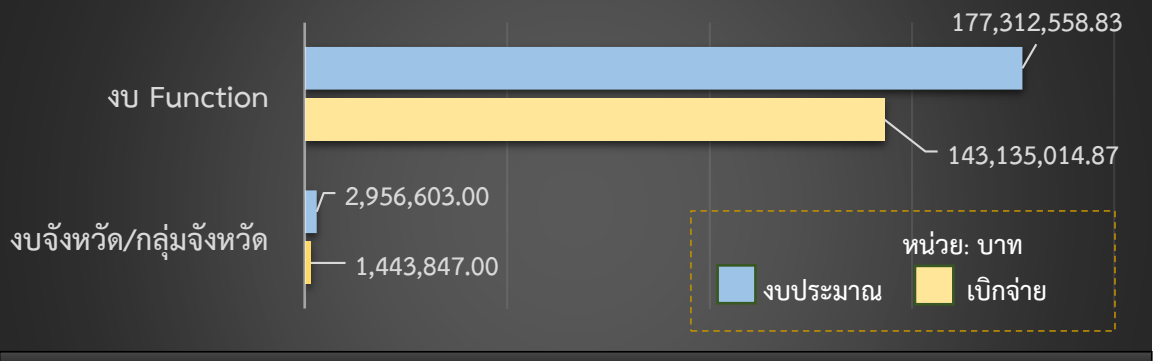 177,312,558.83
งบ Function
143,135,014.87
2,956,603.00
งบจังหวัด/กลุ่มจังหวัด
1,443,847.00
หน่วย: บาท
งบประมาณ เบิกจ่าย